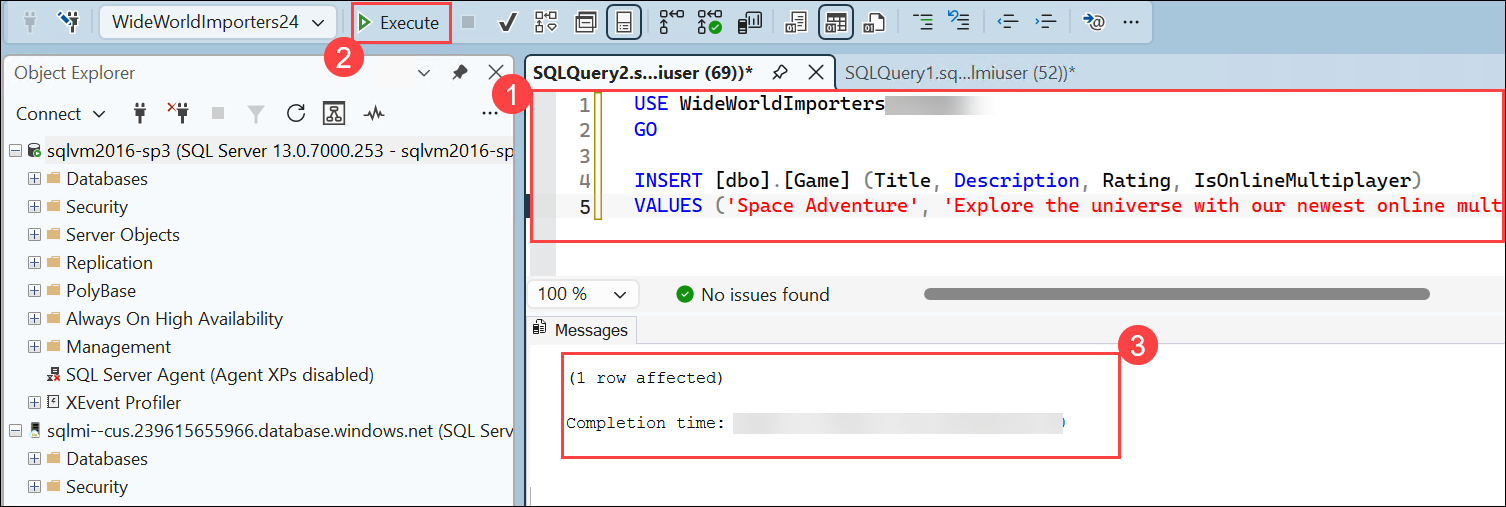 WideWorldImporters24
Execute
2
Object Explorer
Connect
sqlvm2016-sp3 (SQL Server 13.0.7000.253 - sqlvm2016-sp
Databases
Security
Server Objects
Replication
PolyBase
Always On High Availability
Management
SQL Server Agent (Agent XPs disabled)
XEvent Profiler
sqlmi--cus.239615655966.database.windows.net (SQL Serv
Databases
Security
SQLQuery2.s...iuser (69))*
SQLQuery1.sq...lmiuser (52))*
1
1 USE WideWorldImporters
2 GO
3
4 INSERT [dbo].[Game] (Title, Description, Rating, IsOnlineMultiplayer)
5 VALUES ('Space Adventure', 'Explore the universe with our newest online mult
100 %
No issues found
Messages
3
(1 row affected)
Completion time: